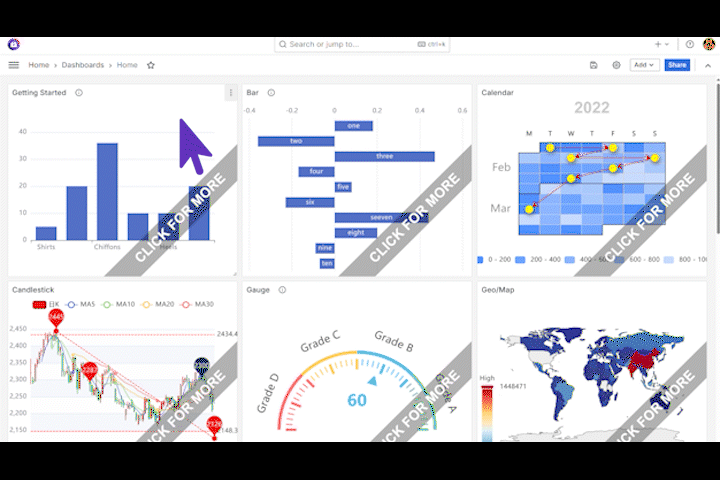 Search or jump to...
ctrl+k
Home > Dashboards > Home
Add
Share
Getting Started
40
30
20
10
0
Shirts
Chiffons
Heels
CLICK FOR MORE
Bar
-0.4 -0.2 0 0.2 0.4 0.6
one
two
three
four
five
six
seeven
eight
nine
ten
CLICK FOR MORE
Calendar
2022
M T W T F S S
Feb
Mar
0 - 200
200 - 400
400 - 600
600 - 800
800 - 100
CLICK FOR MORE
Candlestick
日K MA5 MA10 MA20 MA30
2,450
2,400
2,350
2,300
2,250
2,200
2,150
2434.4
2148.3
CLICK FOR MORE
Gauge
Grade D
Grade C
Grade B
60
CLICK FOR MORE
Geo/Map
High
1448471
CLICK FOR MORE